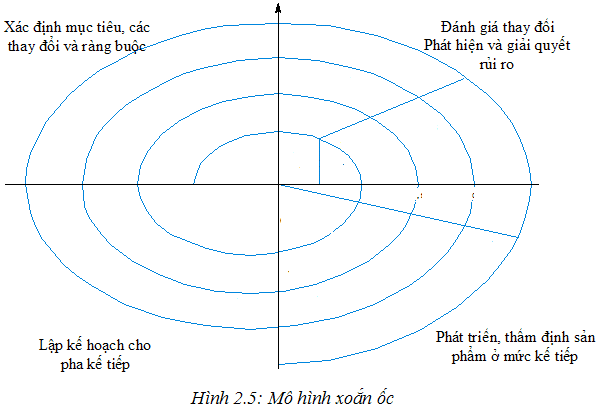 Xác định mục tiêu, các
thay đổi và ràng buộc
Đánh giá thay đổi
Phát hiện và giải quyết
rủi ro
Lập kế hoạch cho
pha kế tiếp
Phát triển, thẩm định sản
phẩm ở mức kế tiếp
Hình 2.5: Mô hình xoắn ốc